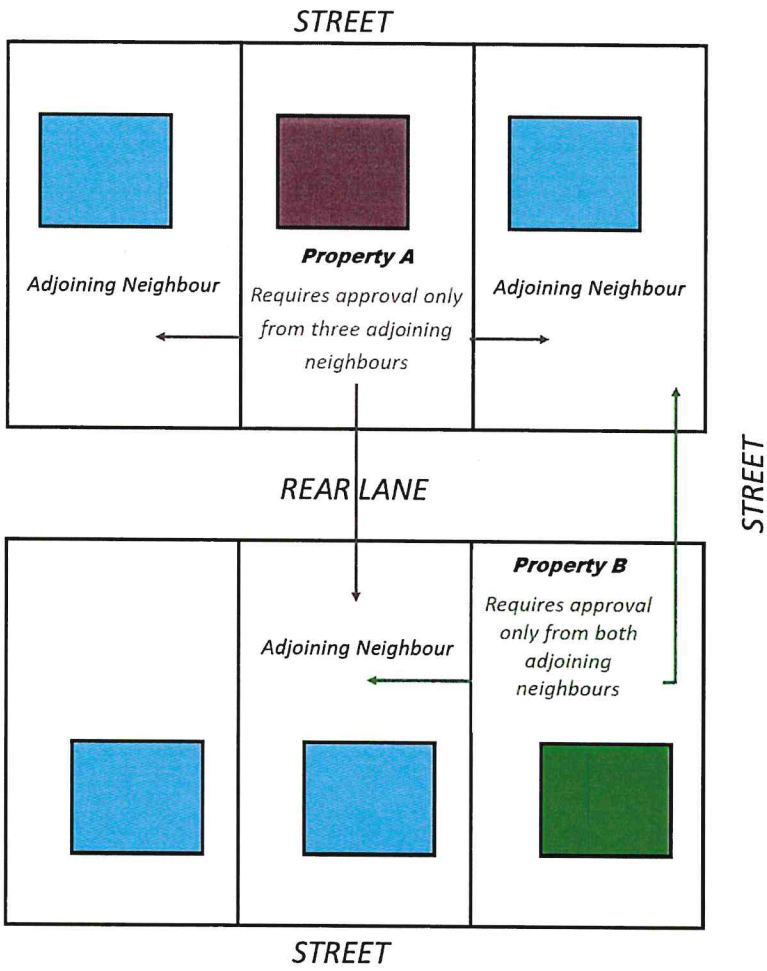 STREET
Adjoining Neighbour
Property A
Requires approval only
from three adjoining
neighbours
Adjoining Neighbour
REAR LANE
STREET
Property B
Requires approval
only from both
adjoining
neighbours
Adjoining Neighbour
STREET